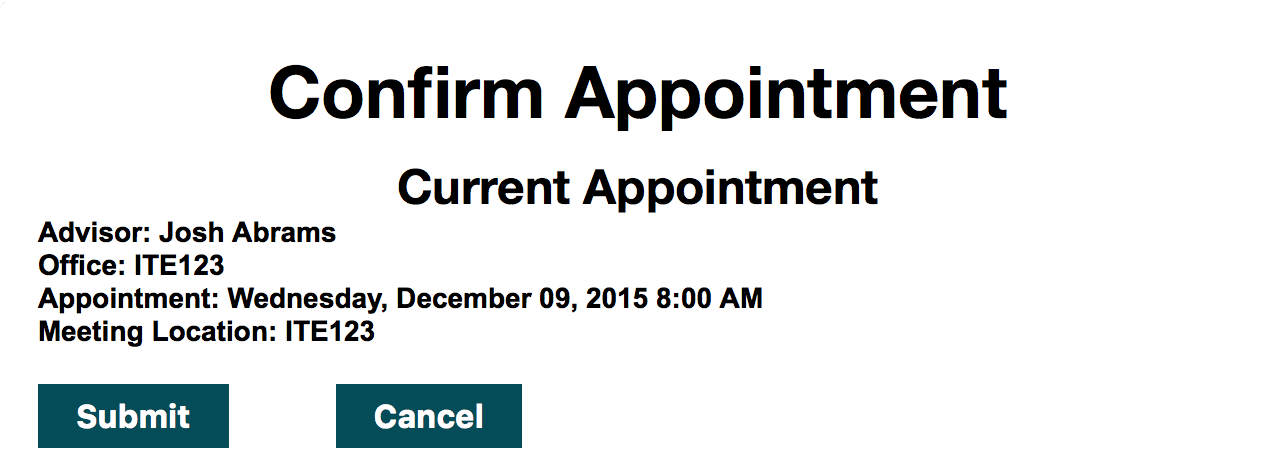 Confirm Appointment
Current Appointment
Advisor: Josh Abrams
Office: ITE123
Appointment: Wednesday, December 09, 2015 8:00 AM
Meeting Location: ITE123
Submit Cancel